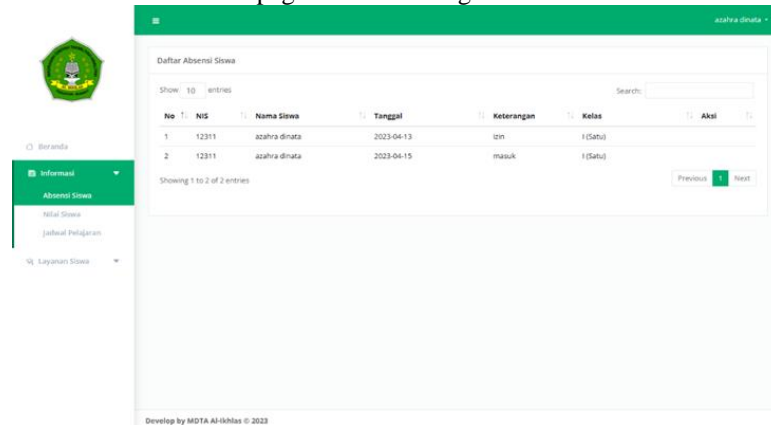 azahra dinata
Daftar Absensi Siswa
Show 10 entries
Search:
No NIS Nama Siswa Tanggal Keterangan Kelas Aksi
1 12311 azahra dinata 2023-04-13 izin I (Satu)
2 12311 azahra dinata 2023-04-15 masuk I (Satu)
Showing 1 to 2 of 2 entries
Previous 1 Next
Beranda
Informasi
Absensi Siswa
Nilai Siswa
Jadwal Pelajaran
Layanan Siswa
Develop by MDTA Al-Ikhlas © 2023